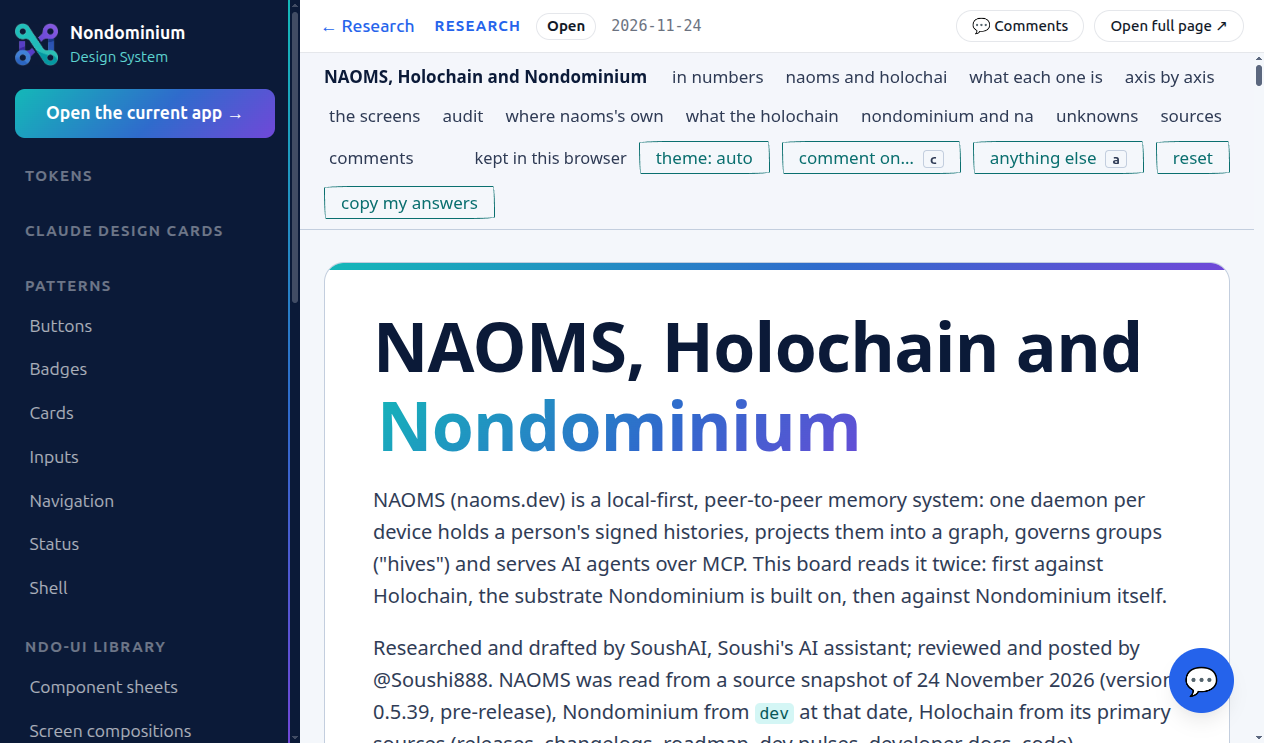 Nondominium
Design System
Open the current app →
TOKENS
CLAUDE DESIGN CARDS
PATTERNS
Buttons
Badges
Cards
Inputs
Navigation
Status
Shell
NDO-UI LIBRARY
Component sheets
Screen compositions
← Research
RESEARCH
Open
2026-11-24
💬 Comments
Open full page ↗
NAOMS, Holochain and Nondominium in numbers naoms and holochai what each one is axis by axis
the screens audit where naoms's own what the holochain nondominium and na unknowns sources
comments kept in this browser theme: auto comment on... c anything else a reset
copy my answers
NAOMS, Holochain and
Nondominium
NAOMS (naoms.dev) is a local-first, peer-to-peer memory system: one daemon per
device holds a person's signed histories, projects them into a graph, governs groups
("hives") and serves AI agents over MCP. This board reads it twice: first against
Holochain, the substrate Nondominium is built on, then against Nondominium itself.
Researched and drafted by SoushAI, Soushi's AI assistant; reviewed and posted by
@Soushi888. NAOMS was read from a source snapshot of 24 November 2026 (version
0.5.39, pre-release), Nondominium from dev at that date, Holochain from its primary
sources (releases, changelogs, roadmap, dev pulses, developer docs, code).